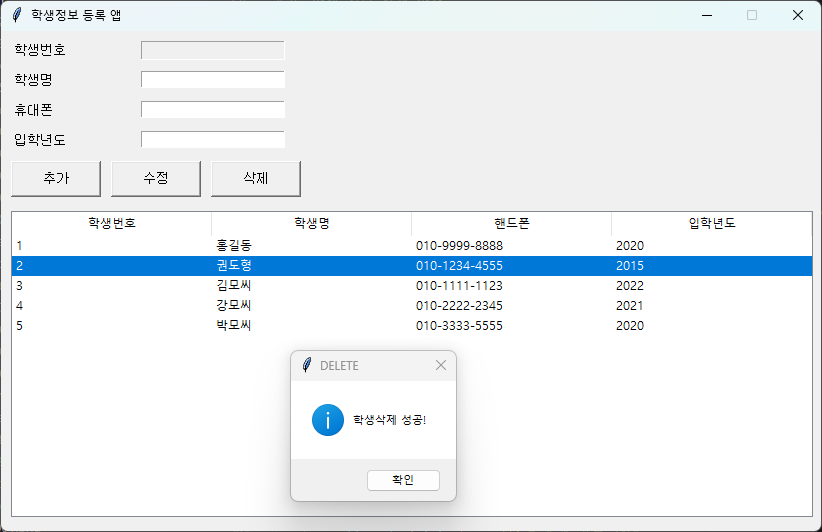 학생정보 등록 앱
학생번호
학생명
휴대폰
입학년도
추가 수정 삭제
학생번호 학생명 핸드폰 입학년도
1 홍길동 010-9999-8888 2020
2 권도형 010-1234-4555 2015
3 김모씨 010-1111-1123 2022
4 강모씨 010-2222-2345 2021
5 박모씨 010-3333-5555 2020
DELETE
학생삭제 성공!
확인